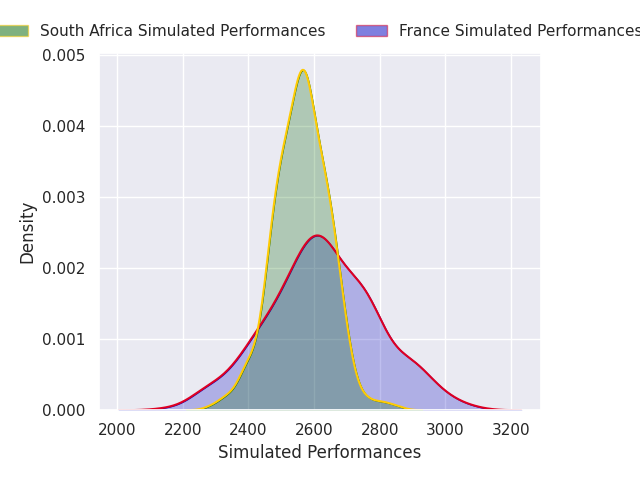 South Africa Simulated Performances
France Simulated Performances
0.005
0.004
0.003
0.002
0.001
0.000
Density
2000 2200 2400 2600 2800 3000 3200
Simulated Performances